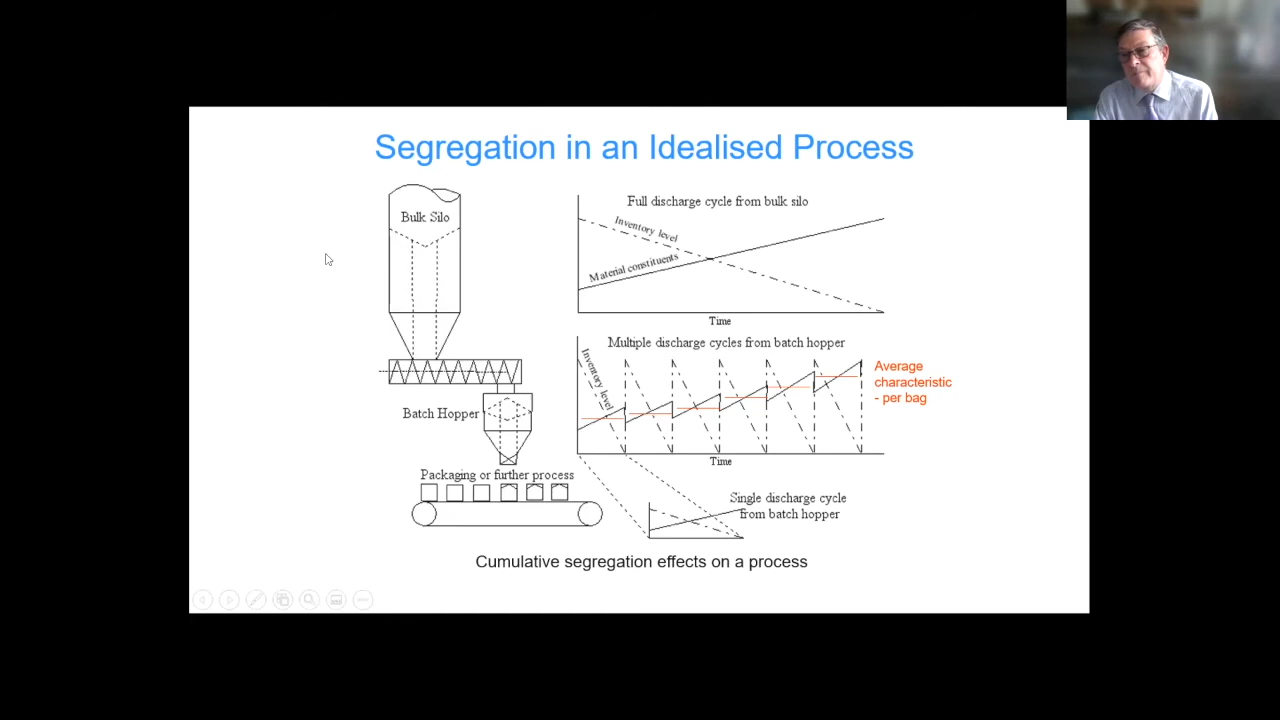 Segregation in an Idealised Process
Bulk Silo
Batch Hopper
Packaging or further process
Full discharge cycle from bulk silo
Inventory level
Material constituents
Time
Multiple discharge cycles from batch hopper
Inventory level
Average
characteristic
- per bag
Time
Single discharge cycle
from batch hopper
Cumulative segregation effects on a process